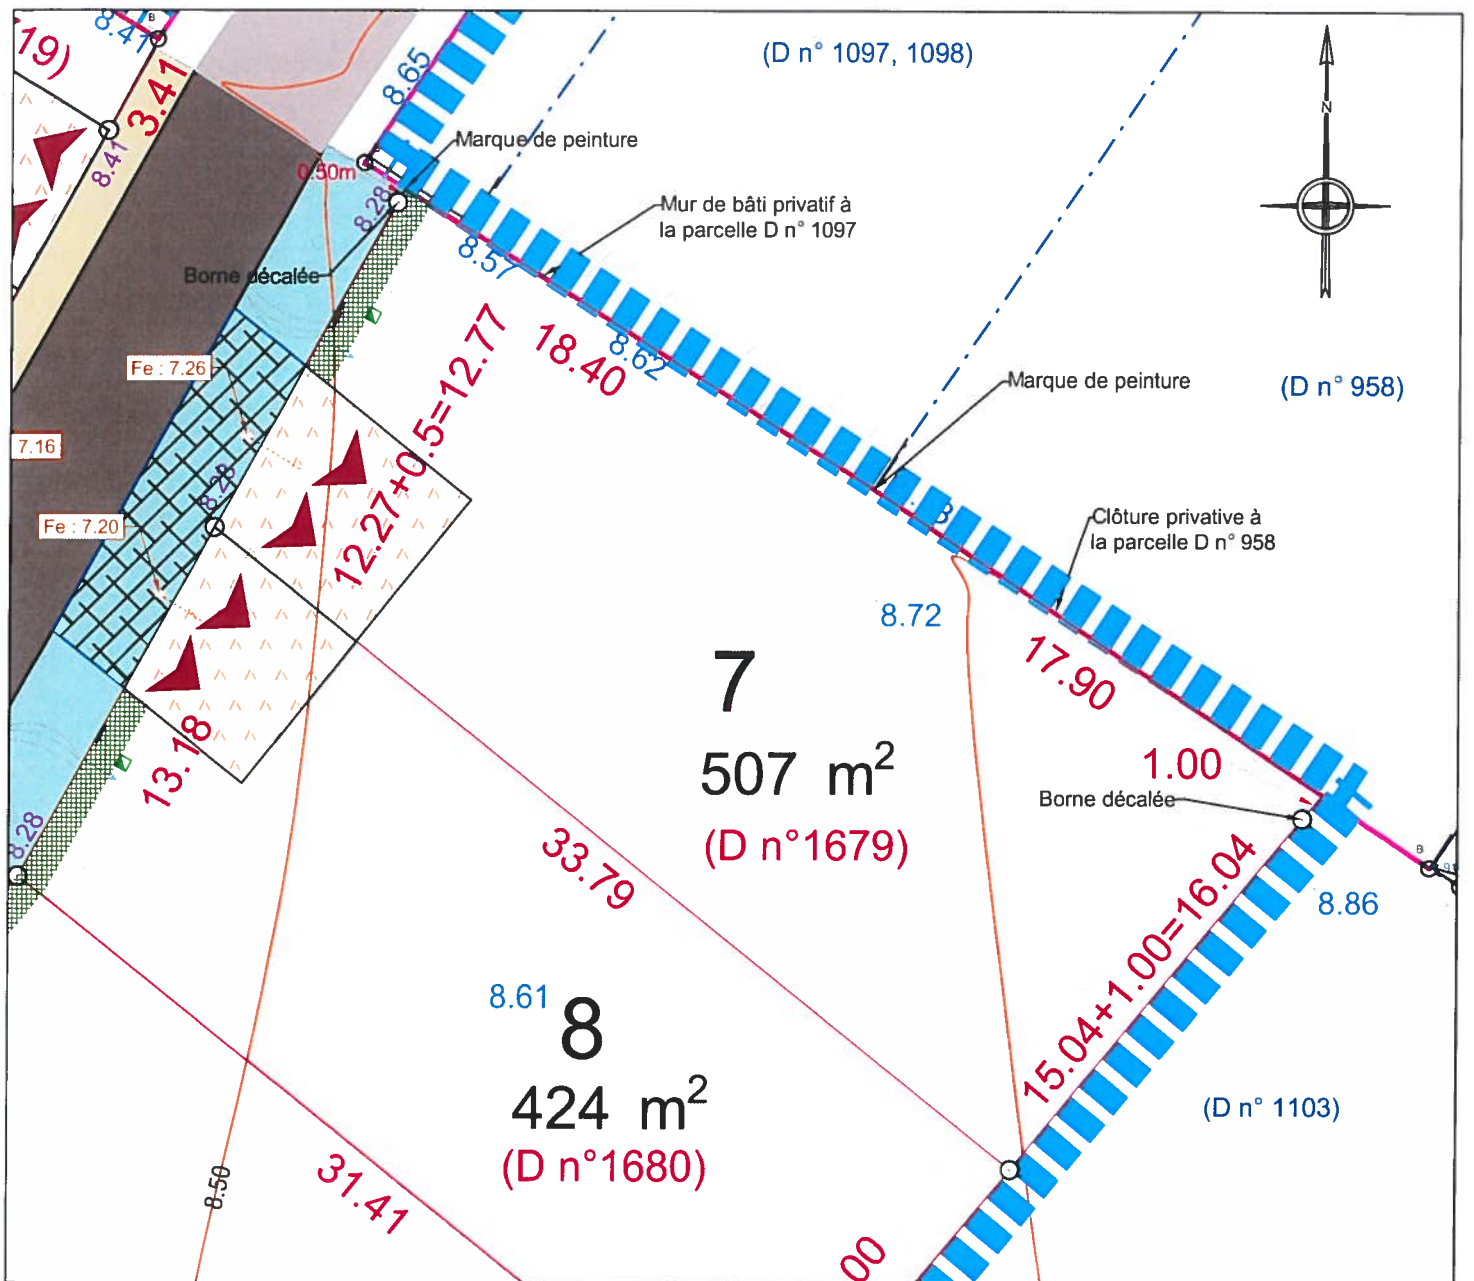 8.41
B
19)
3.41
8.41
8.65
(D n° 1097, 1098)
N
Marque de peinture
0.50m
8.28
Mur de bâti privatif à
la parcelle D n° 1097
8.57
Borne décalée
18.40
8.62
12.27+0.5=12.77
Fe : 7.26
Marque de peinture
(D n° 958)
7.16
8.28
Fe : 7.20
Clôture privative à
la parcelle D n° 958
8.72
7
17.90
507 m²
(D n°1679)
1.00
Borne décalée
13.18
8.28
33.79
15.04+1.00=16.04
B
8.86
8.61
8
424 m²
(D n°1680)
(D n° 1103)
8.50
31.41
00